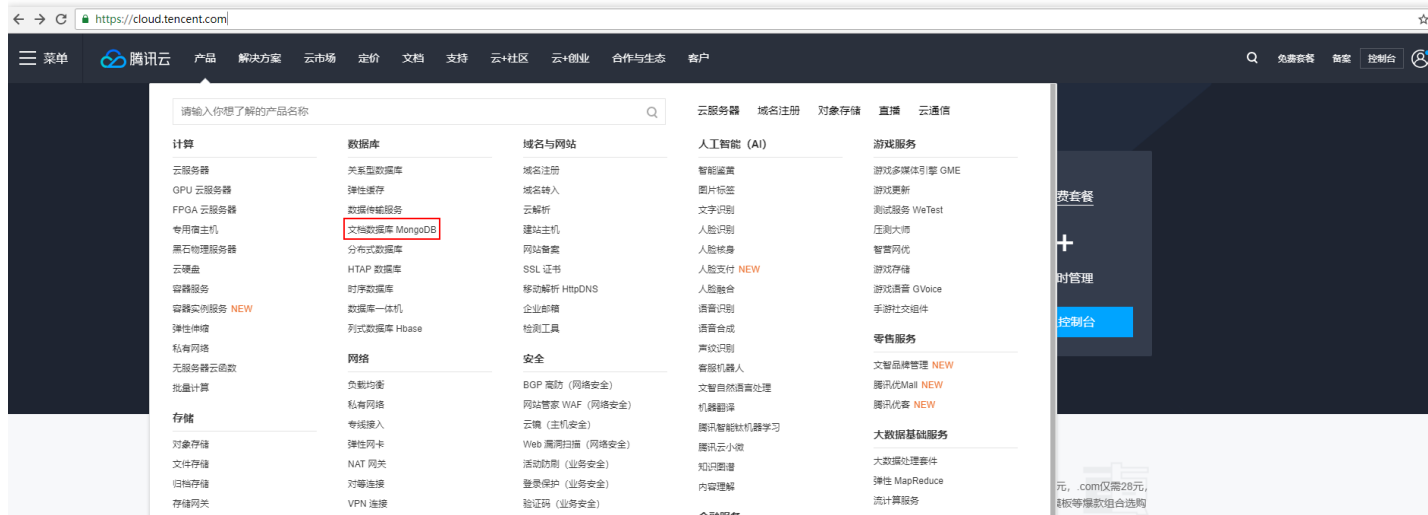 https://cloud.tencent.com
菜单 腾讯云 产品 解决方案 云市场 定价 文档 支持 云+社区 云+创业 合作与生态 客户 免费套餐 备案 控制台
请输入你想了解的产品名称
云服务器 域名注册 对象存储 直播 云通信
计算
云服务器
GPU 云服务器
FPGA 云服务器
专用宿主机
黑石物理服务器
云硬盘
容器服务
容器实例服务 NEW
弹性伸缩
私有网络
无服务器云函数
批量计算
存储
对象存储
文件存储
归档存储
存储网关
数据库
关系型数据库
弹性缓存
数据传输服务
文档数据库 MongoDB
分布式数据库
HTAP 数据库
时序数据库
数据库一体机
列式数据库 Hbase
网络
负载均衡
私有网络
专线接入
弹性网卡
NAT 网关
对等连接
VPN 连接
域名与网站
域名注册
域名转入
云解析
建站主机
网站备案
SSL 证书
移动解析 HttpDNS
企业邮箱
检测工具
安全
BGP 高防（网络安全）
网站管家 WAF（网络安全）
云镜（主机安全）
Web 漏洞扫描（网络安全）
活动防刷（业务安全）
登录保护（业务安全）
验证码（业务安全）
人工智能（AI）
智能鉴黄
图片标签
文字识别
人脸识别
人脸核身
人脸支付 NEW
人脸融合
语音识别
语音合成
声纹识别
客服机器人
文智自然语言处理
机器翻译
腾讯智能钛机器学习
腾讯云小微
知识图谱
内容理解
游戏服务
游戏多媒体引擎 GME
游戏更新
测试服务 WeTest
压测大师
智营网优
游戏存储
游戏语音 GVoice
手游社交组件
零售服务
文智品牌管理 NEW
腾讯优Mall NEW
腾讯优客 NEW
大数据基础服务
大数据处理套件
弹性 MapReduce
流计算服务
费套餐
+
时管理
控制台
元，.com仅需28元，
模板等爆款组合选购